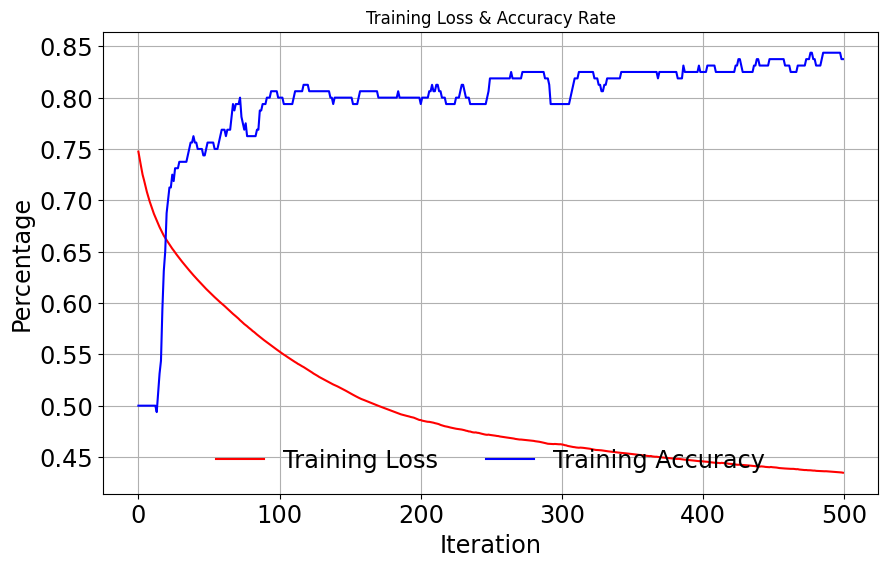 Training Loss & Accuracy Rate
0.85
0.80
0.75
0.70
0.65
0.60
0.55
0.50
0.45
Percentage
Training Loss Training Accuracy
0 100 200 300 400 500
Iteration